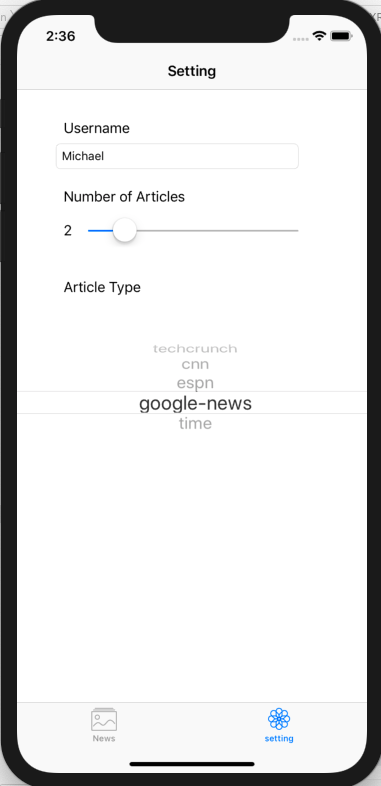 2:36
Setting
Username
Michael
Number of Articles
2
Article Type
techcrunch
cnn
espn
google-news
time
News
setting